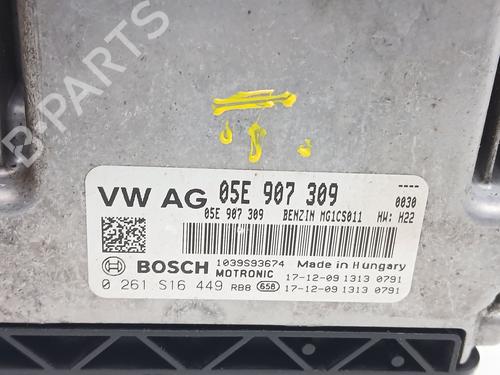 VW AG 05E 907 309 ----
05E 907 309 BENZIN MG1CS011 0030
HW: H22
BOSCH 1039S93674 Made in Hungary
MOTRONIC 17-12-09 1313 0791
0 261 S16 449 RB8 658 17-12-09 1313 0791
B-PARTS